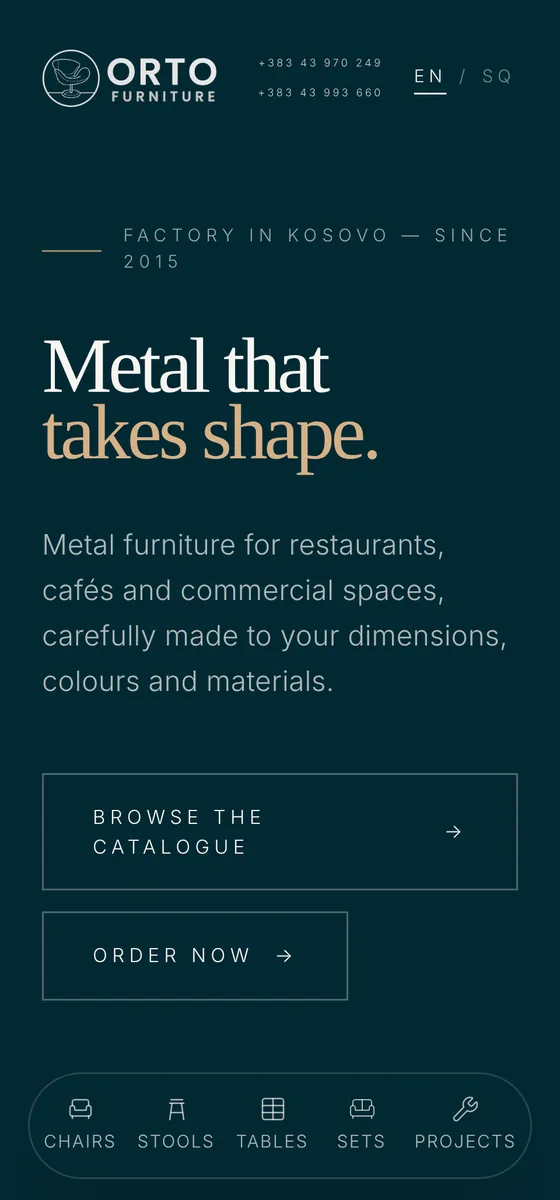 ORTO
FURNITURE
+383 43 970 249
+383 43 993 660
EN / SQ
FACTORY IN KOSOVO — SINCE
2015
Metal that
takes shape.
Metal furniture for restaurants,
cafés and commercial spaces,
carefully made to your dimensions,
colours and materials.
BROWSE THE
CATALOGUE →
ORDER NOW →
CHAIRS STOOLS TABLES SETS PROJECTS